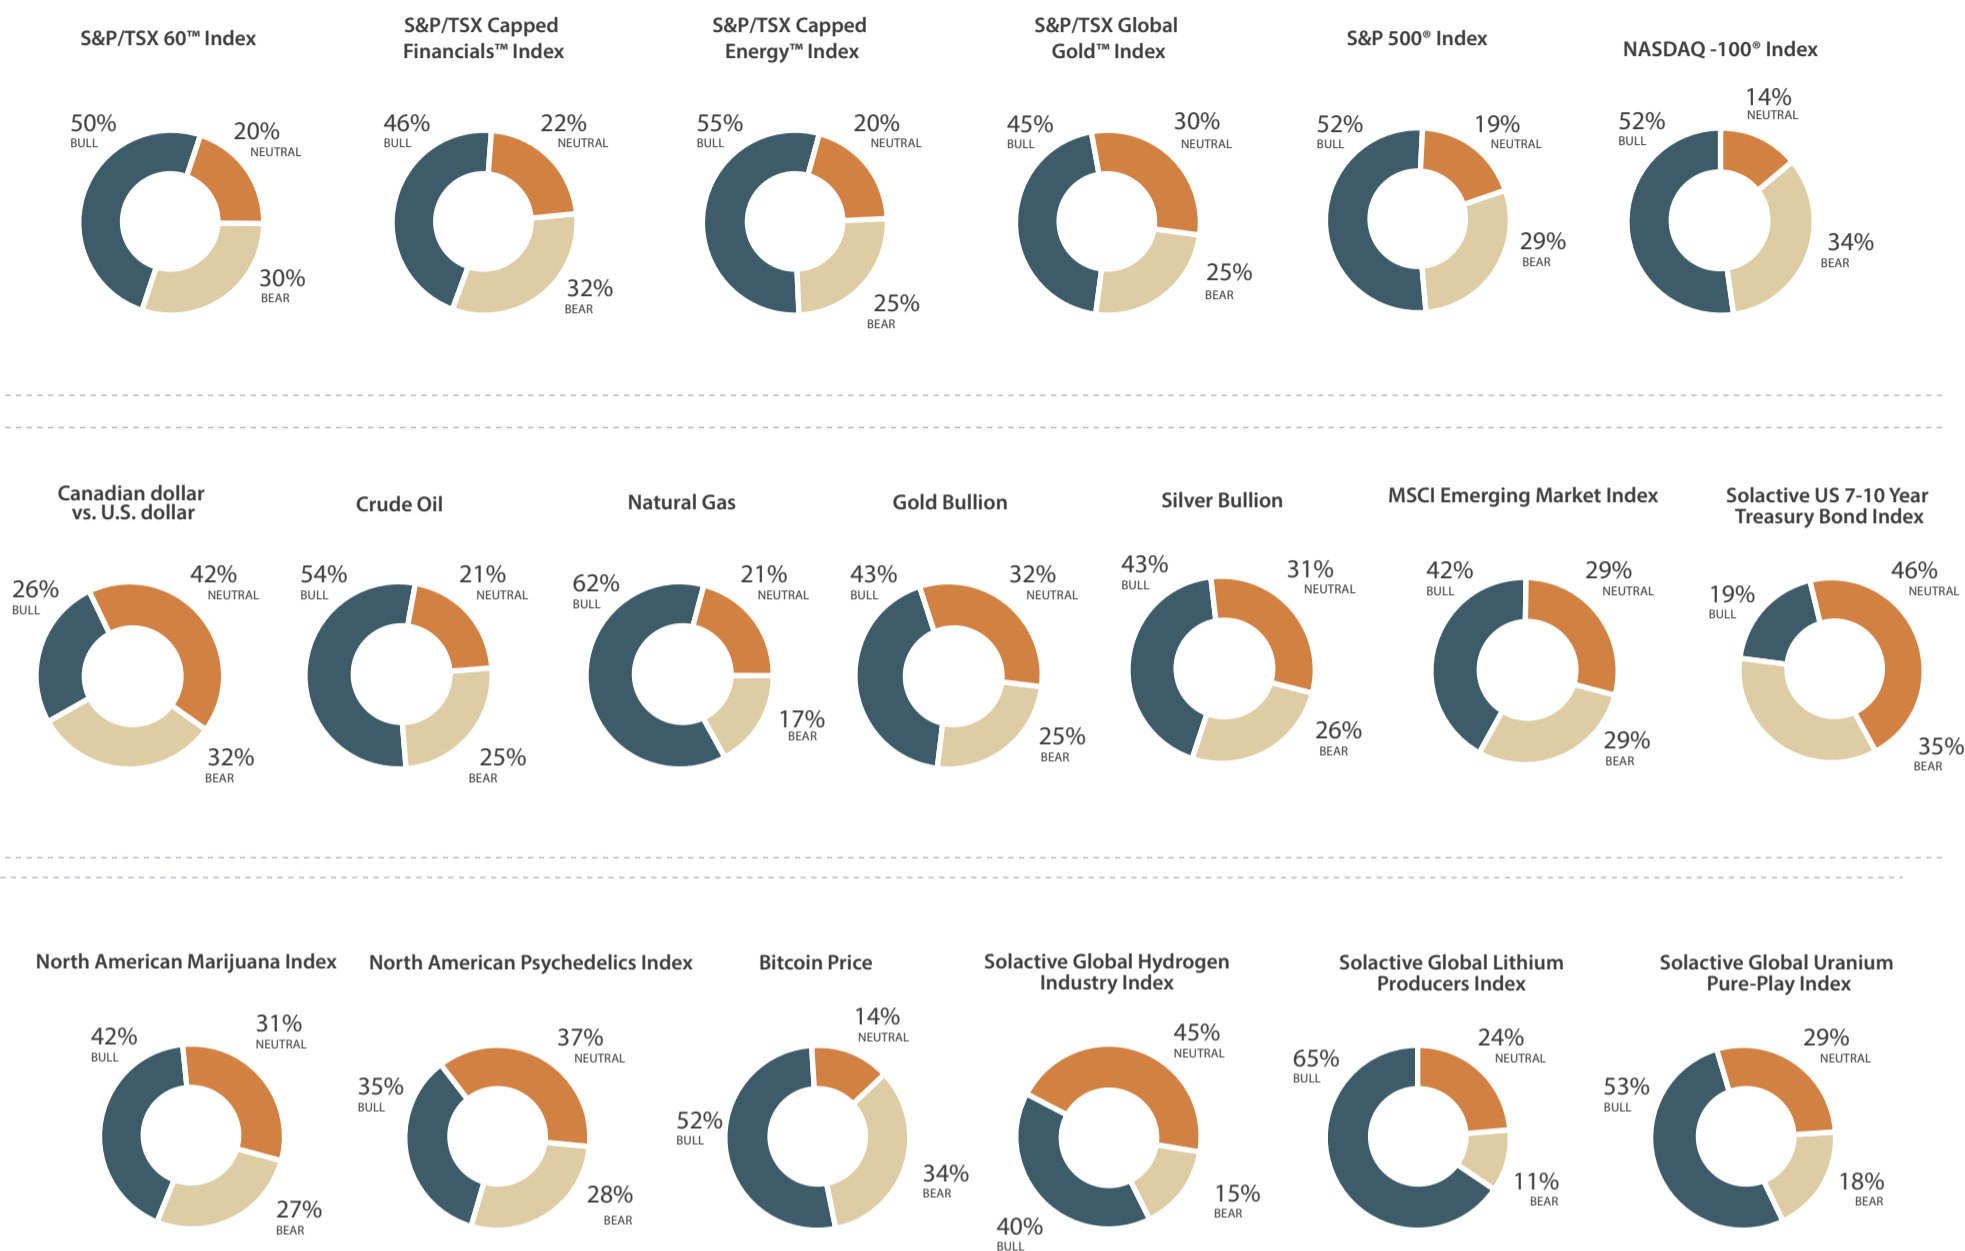 S&P/TSX 60™ Index
50%
BULL
20%
NEUTRAL
30%
BEAR
S&P/TSX Capped
Financials™ Index
46%
BULL
22%
NEUTRAL
32%
BEAR
S&P/TSX Capped
Energy™ Index
55%
BULL
20%
NEUTRAL
25%
BEAR
S&P/TSX Global
Gold™ Index
45%
BULL
30%
NEUTRAL
25%
BEAR
S&P 500® Index
52%
BULL
19%
NEUTRAL
29%
BEAR
NASDAQ -100® Index
52%
BULL
14%
NEUTRAL
34%
BEAR
Canadian dollar
vs. U.S. dollar
26%
BULL
42%
NEUTRAL
32%
BEAR
Crude Oil
54%
BULL
21%
NEUTRAL
25%
BEAR
Natural Gas
62%
BULL
21%
NEUTRAL
17%
BEAR
Gold Bullion
43%
BULL
32%
NEUTRAL
25%
BEAR
Silver Bullion
43%
BULL
31%
NEUTRAL
26%
BEAR
MSCI Emerging Market Index
42%
BULL
29%
NEUTRAL
29%
BEAR
Solactive US 7-10 Year
Treasury Bond Index
19%
BULL
46%
NEUTRAL
35%
BEAR
North American Marijuana Index
42%
BULL
31%
NEUTRAL
27%
BEAR
North American Psychedelics Index
35%
BULL
37%
NEUTRAL
28%
BEAR
Bitcoin Price
52%
BULL
14%
NEUTRAL
34%
BEAR
Solactive Global Hydrogen
Industry Index
45%
NEUTRAL
15%
BEAR
40%
BULL
Solactive Global Lithium
Producers Index
65%
BULL
24%
NEUTRAL
11%
BEAR
Solactive Global Uranium
Pure-Play Index
53%
BULL
29%
NEUTRAL
18%
BEAR